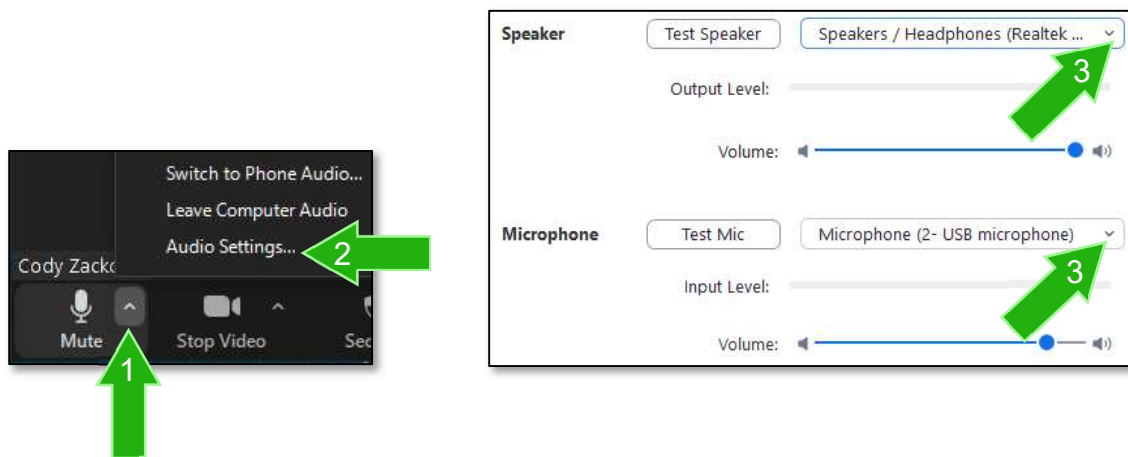 Switch to Phone Audio...
Leave Computer Audio
Audio Settings...
2
Cody
Mute
Stop Video
1
Speaker
Test Speaker
Speakers / Headphones (Realtek ...
3
Output Level:
Volume:
Microphone
Test Mic
Microphone (2- USB microphone)
3
Input Level:
Volume: